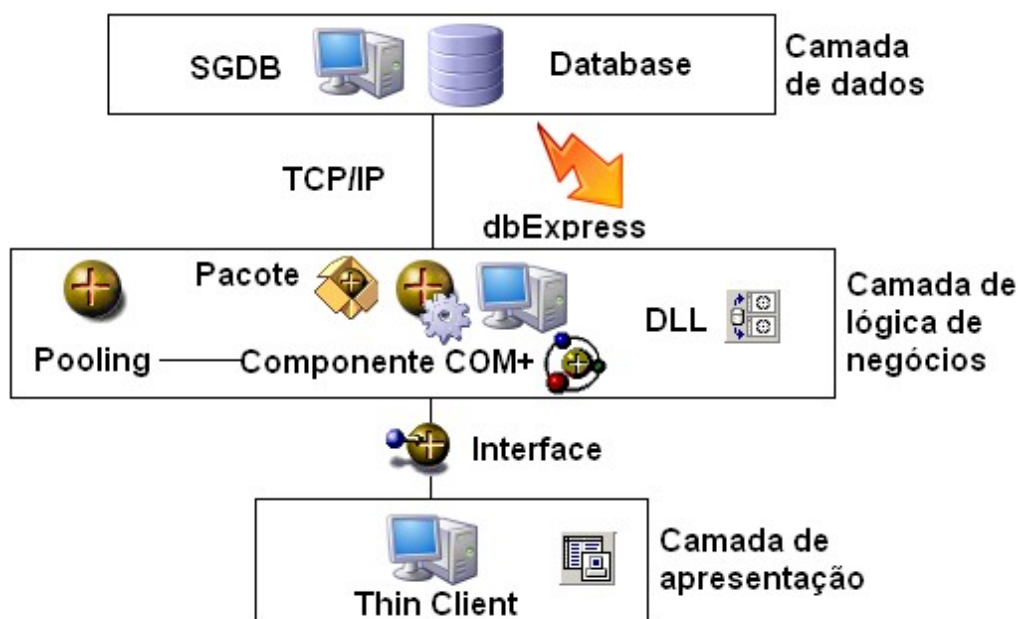 SGDB
Database
Camada
de dados
TCP/IP
dbExpress
Pacote
DLL
Pooling
Componente COM+
Camada de
lógica de
negócios
Interface
Thin Client
Camada de
apresentação